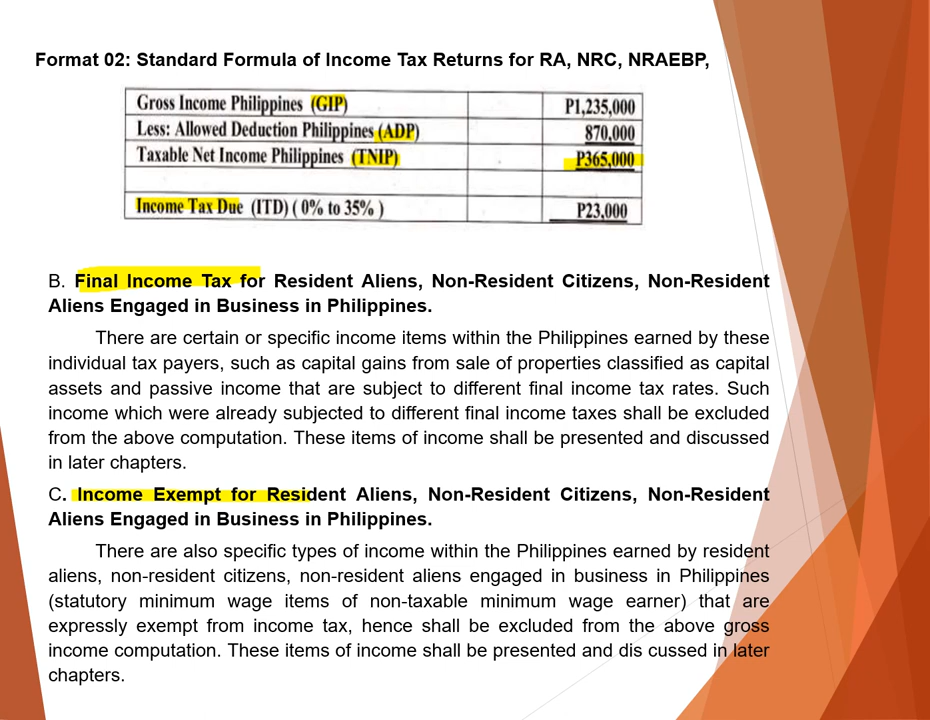 Format 02: Standard Formula of Income Tax Returns for RA, NRC, NRAEBP,
Gross Income Philippines (GIP) P1,235,000
Less: Allowed Deduction Philippines (ADP) 870,000
Taxable Net Income Philippines (TNIP) P365,000
Income Tax Due (ITD) ( 0% to 35% ) P23,000
B. Final Income Tax for Resident Aliens, Non-Resident Citizens, Non-Resident
Aliens Engaged in Business in Philippines.
There are certain or specific income items within the Philippines earned by these
individual tax payers, such as capital gains from sale of properties classified as capital
assets and passive income that are subject to different final income tax rates. Such
income which were already subjected to different final income taxes shall be excluded
from the above computation. These items of income shall be presented and discussed
in later chapters.
C. Income Exempt for Resident Aliens, Non-Resident Citizens, Non-Resident
Aliens Engaged in Business in Philippines.
There are also specific types of income within the Philippines earned by resident
aliens, non-resident citizens, non-resident aliens engaged in business in Philippines
(statutory minimum wage items of non-taxable minimum wage earner) that are
expressly exempt from income tax, hence shall be excluded from the above gross
income computation. These items of income shall be presented and dis cussed in later
chapters.